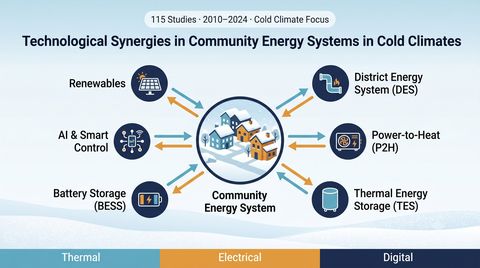 115 Studies · 2010–2024 · Cold Climate Focus
Technological Synergies in Community Energy Systems in Cold Climates
Renewables
District Energy
System (DES)
AI & Smart
Control
Power-to-Heat
(P2H)
Battery Storage
(BESS)
Community
Energy System
Thermal Energy
Storage (TES)
Thermal
Electrical
Digital